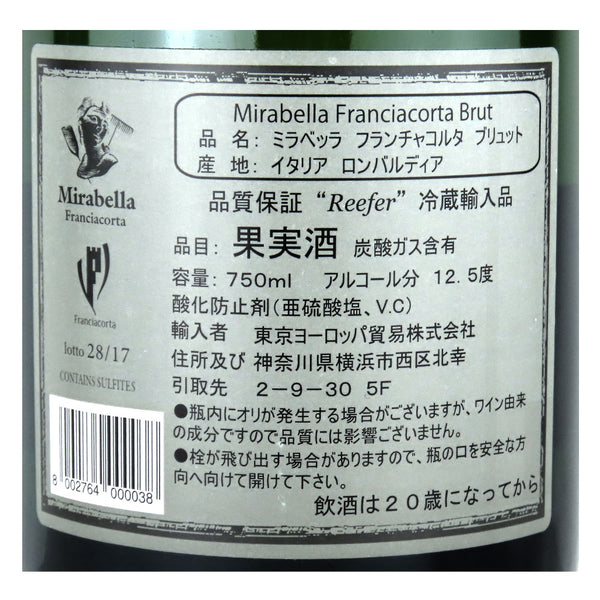 Mirabella
Franciacorta
Franciacorta
lotto 28/17
CONTAINS SULFITES
8 002764 000038
Mirabella Franciacorta Brut
品 名: ミラベッラ フランチャコルタ ブリュット
産 地: イタリア ロンバルディア
品質保証 “Reefer” 冷蔵輸入品
品目: 果実酒 炭酸ガス含有
容量: 750ml アルコール分 12.5度
酸化防止剤(亜硫酸塩、V.C)
輸入者 東京ヨーロッパ貿易株式会社
住所及び 神奈川県横浜市西区北幸
引取先 2-9-30 5F
●瓶内にオリが発生する場合がございますが、ワイン由来
の成分ですので品質には影響ございません。
●栓が飛び出す場合がありますので、瓶の口を安全な方
向へ向けて開けて下さい。
飲酒は20歳になってから